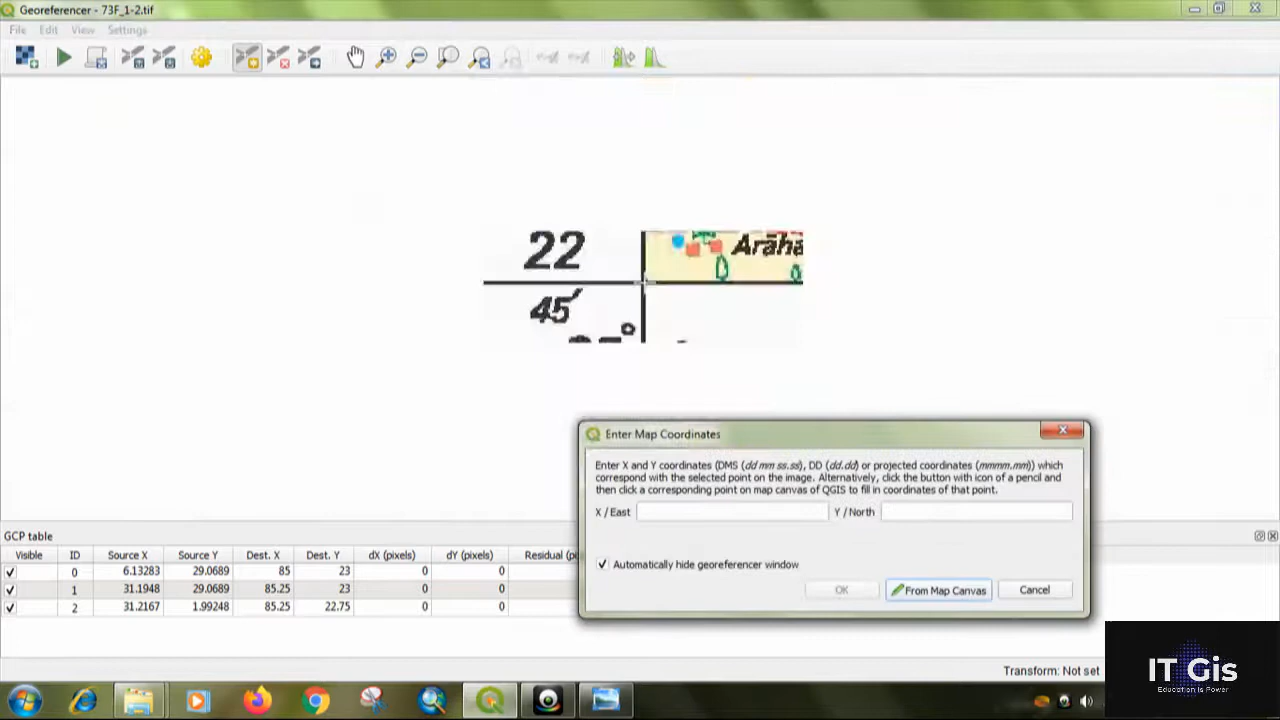 Georeferencer - 73F_1-2.tif
File Edit View Settings
22
Arāha
45'
Enter Map Coordinates
Enter X and Y coordinates (DMS (dd mm ss.ss), DD (dd.dd) or projected coordinates (mmmm.mm)) which
correspond with the selected point on the image. Alternatively, click the button with icon of a pencil and
then click a corresponding point on map canvas of QGIS to fill in coordinates of that point.
X / East Y / North
Automatically hide georeferencer window
OK From Map Canvas Cancel
GCP table
Visible ID Source X Source Y Dest. X Dest. Y dX (pixels) dY (pixels) Residual (pi
0 6.13283 29.0689 85 23 0 0
1 31.1948 29.0689 85.25 23 0 0
2 31.2167 1.99248 85.25 22.75 0 0
Transform: Not set
IT Gis
Education is Power